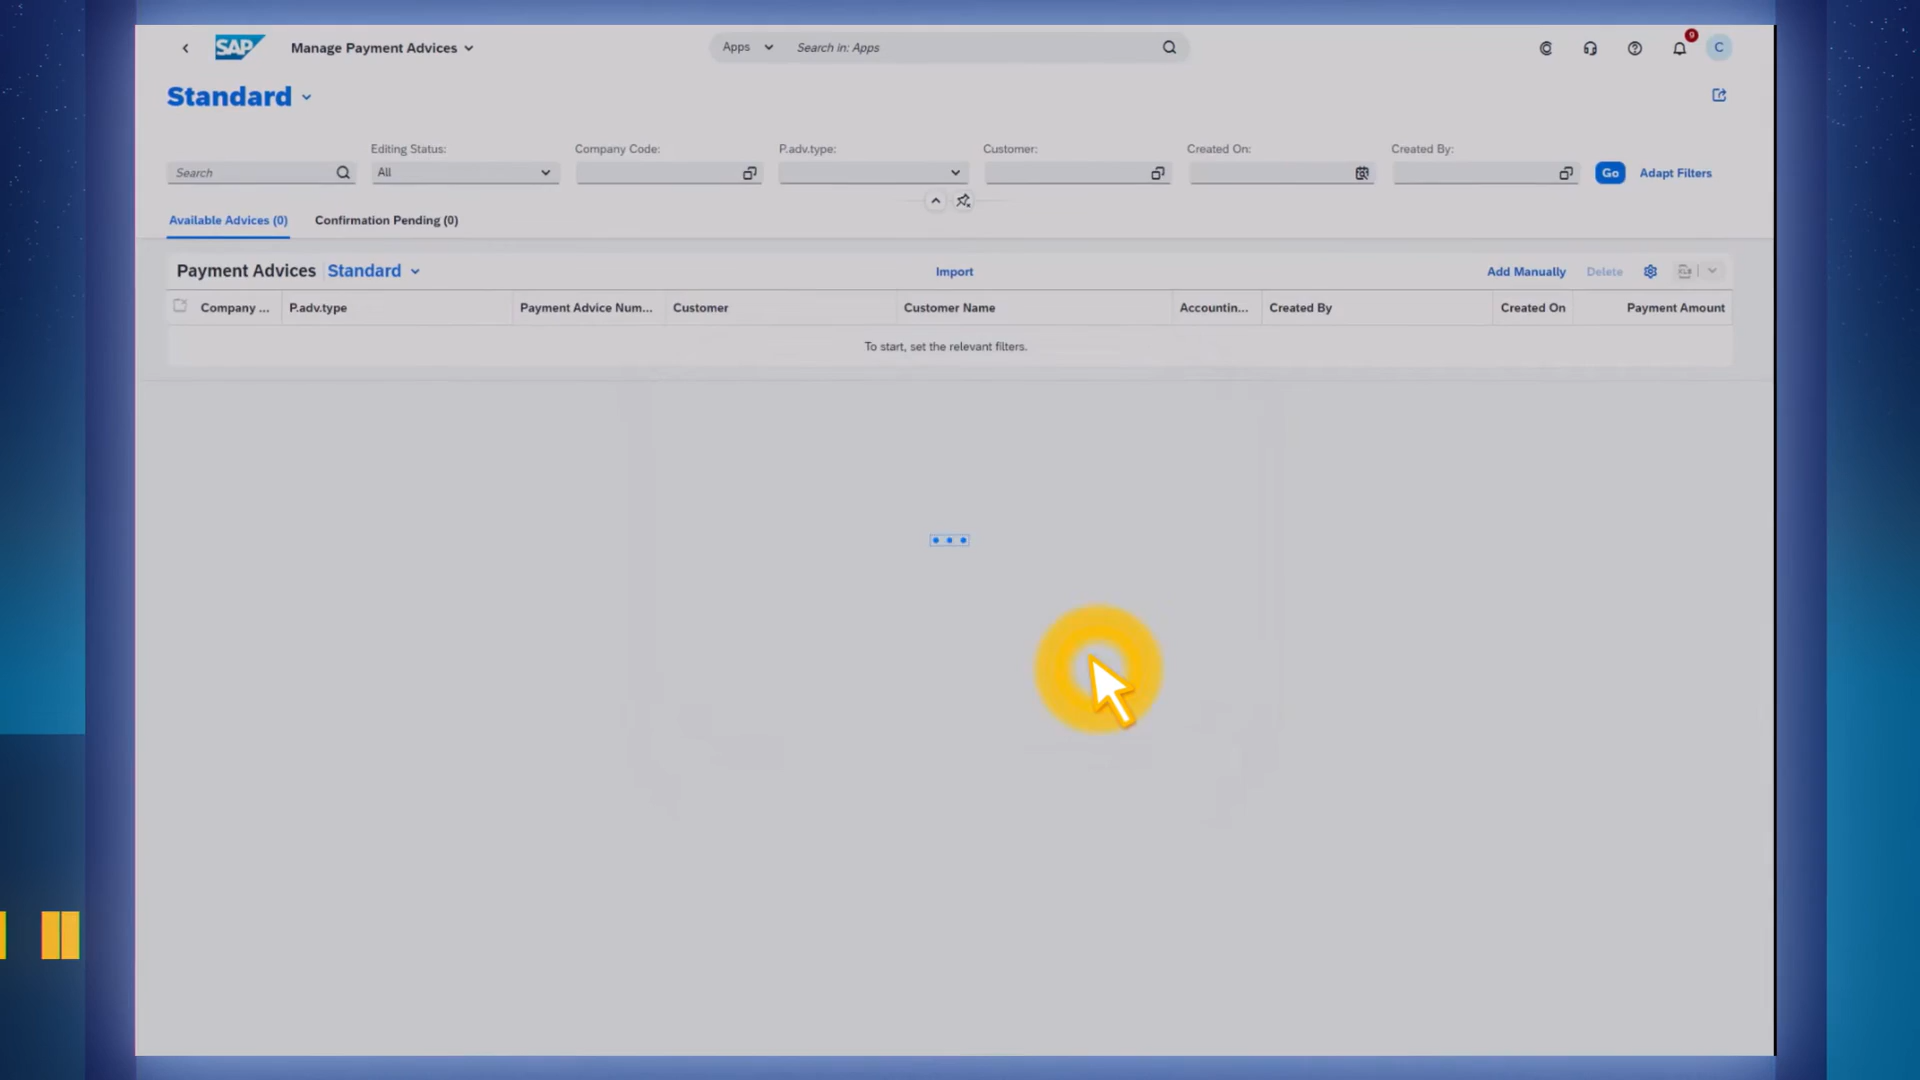 SAP Manage Payment Advices Apps Search in: Apps 9 C
Standard
Editing Status: Company Code: P.adv.type: Customer: Created On: Created By:
Search All Go Adapt Filters
Available Advices (0) Confirmation Pending (0)
Payment Advices Standard Import Add Manually Delete
Company ... P.adv.type Payment Advice Num... Customer Customer Name Accountin... Created By Created On Payment Amount
To start, set the relevant filters.